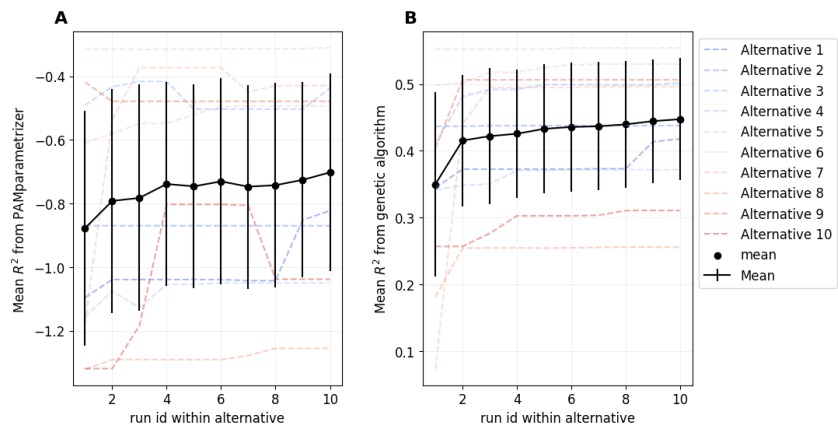 A
Mean R² from PAMparametrizer
−0.4
−0.6
−0.8
−1.0
−1.2
2 4 6 8 10
run id within alternative
B
Mean R² from genetic algorithm
0.5
0.4
0.3
0.2
0.1
2 4 6 8 10
run id within alternative
Alternative 1
Alternative 2
Alternative 3
Alternative 4
Alternative 5
Alternative 6
Alternative 7
Alternative 8
Alternative 9
Alternative 10
mean
Mean